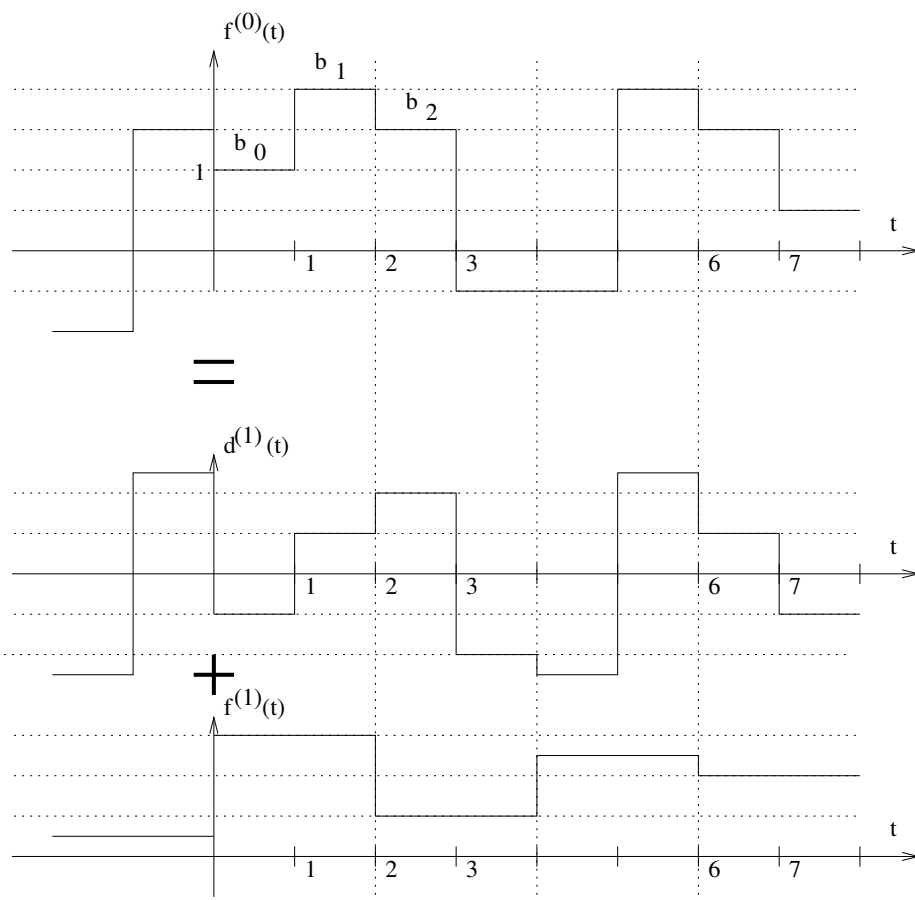 f(0)(t)
b 1
b 2
b 0
1
t
1 2 3 6 7
=
d(1)(t)
t
1 2 3 6 7
+
f(1)(t)
t
1 2 3 6 7